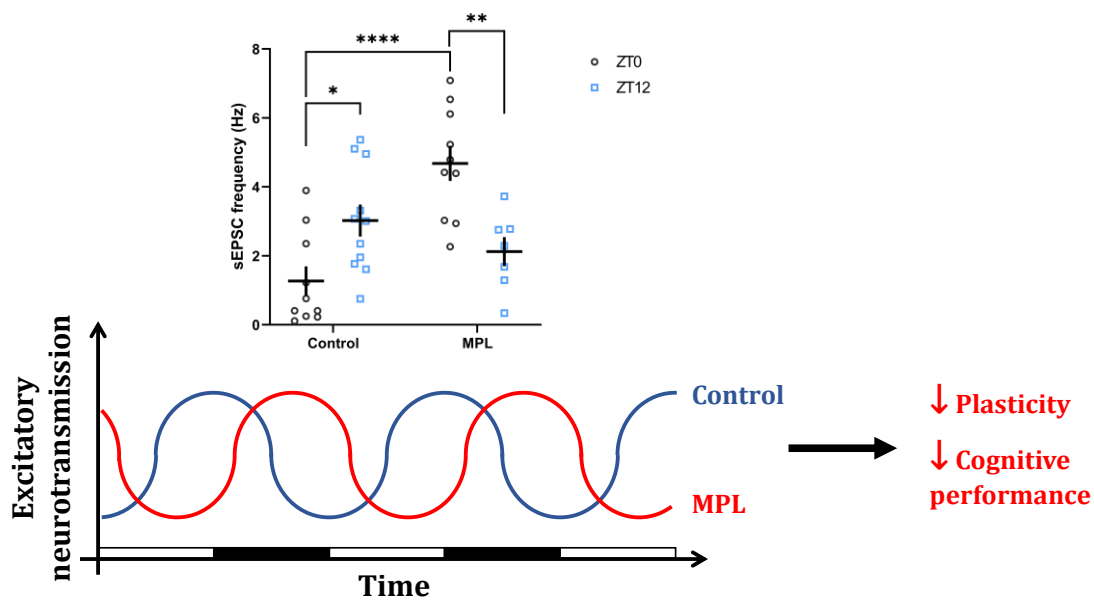 **
****
*
ZT0
ZT12
8
6
4
2
0
sEPSC frequency (Hz)
Control
MPL
Excitatory
neurotransmission
Control
MPL
Time
↓ Plasticity
↓ Cognitive
performance